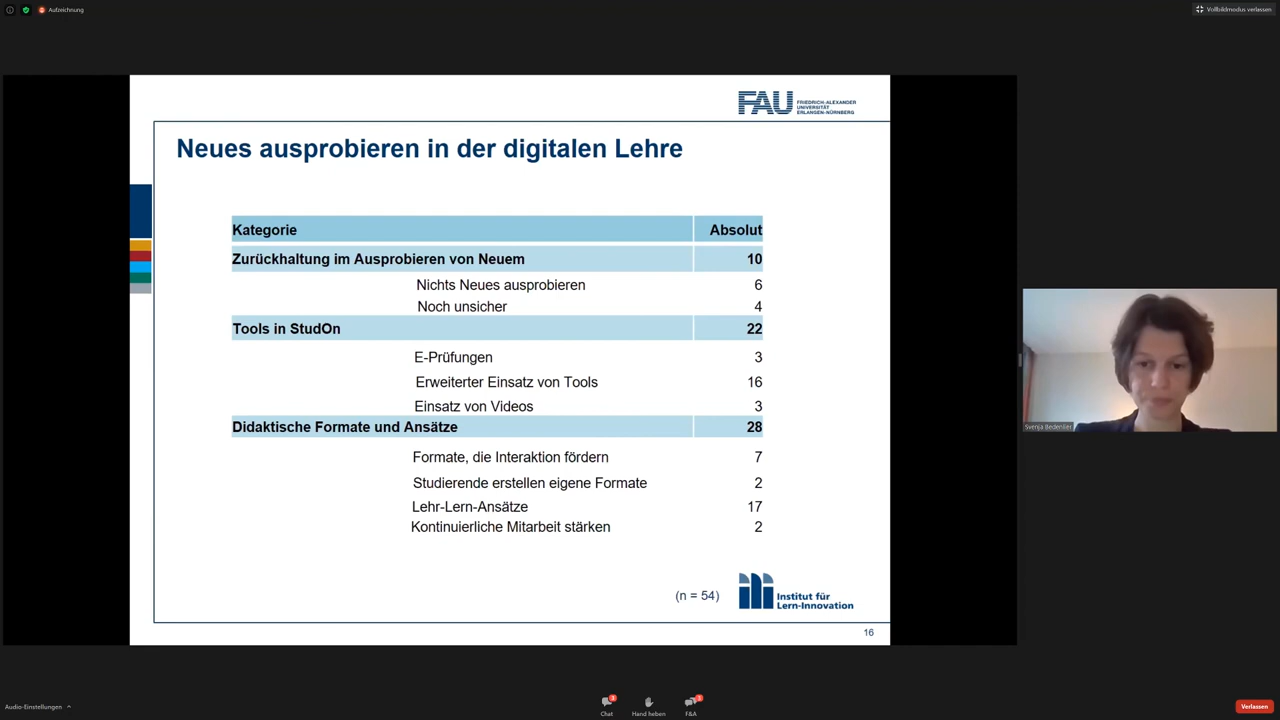 Aufzeichnung
Vollbildmodus verlassen
FAU FRIEDRICH-ALEXANDER
UNIVERSITÄT
ERLANGEN-NÜRNBERG
Neues ausprobieren in der digitalen Lehre
Kategorie Absolut
Zurückhaltung im Ausprobieren von Neuem 10
Nichts Neues ausprobieren 6
Noch unsicher 4
Tools in StudOn 22
E-Prüfungen 3
Erweiterter Einsatz von Tools 16
Einsatz von Videos 3
Didaktische Formate und Ansätze 28
Formate, die Interaktion fördern 7
Studierende erstellen eigene Formate 2
Lehr-Lern-Ansätze 17
Kontinuierliche Mitarbeit stärken 2
(n = 54)
Institut für
Lern-Innovation
16
Svenja Bedenlier
Audio-Einstellungen
Chat
Hand heben
F&A
Verlassen